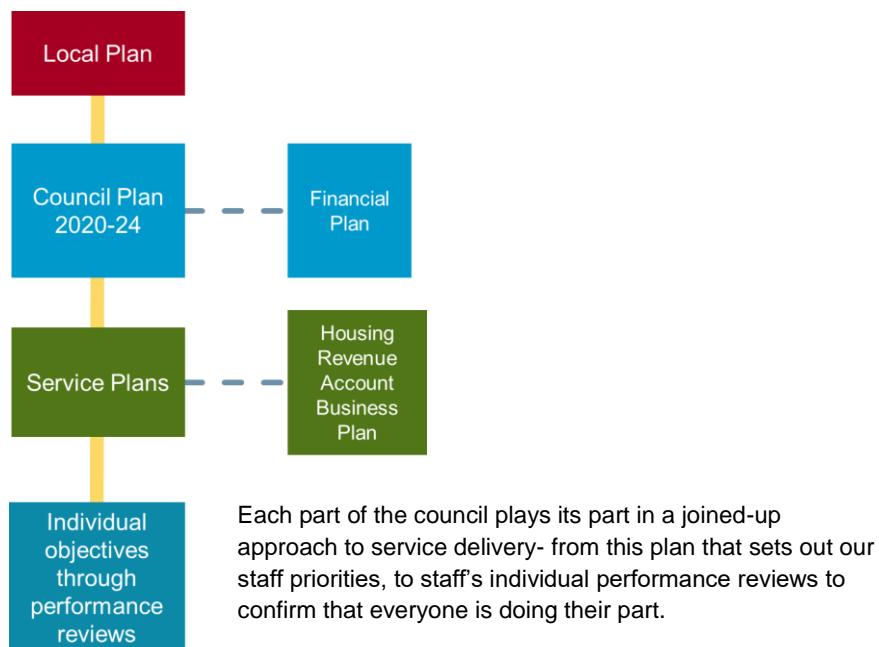 Local Plan
Council Plan
2020-24
Financial
Plan
Service Plans
Housing
Revenue
Account
Business
Plan
Individual
objectives
through
performance
reviews
Each part of the council plays its part in a joined-up
approach to service delivery- from this plan that sets out our
staff priorities, to staff’s individual performance reviews to
confirm that everyone is doing their part.